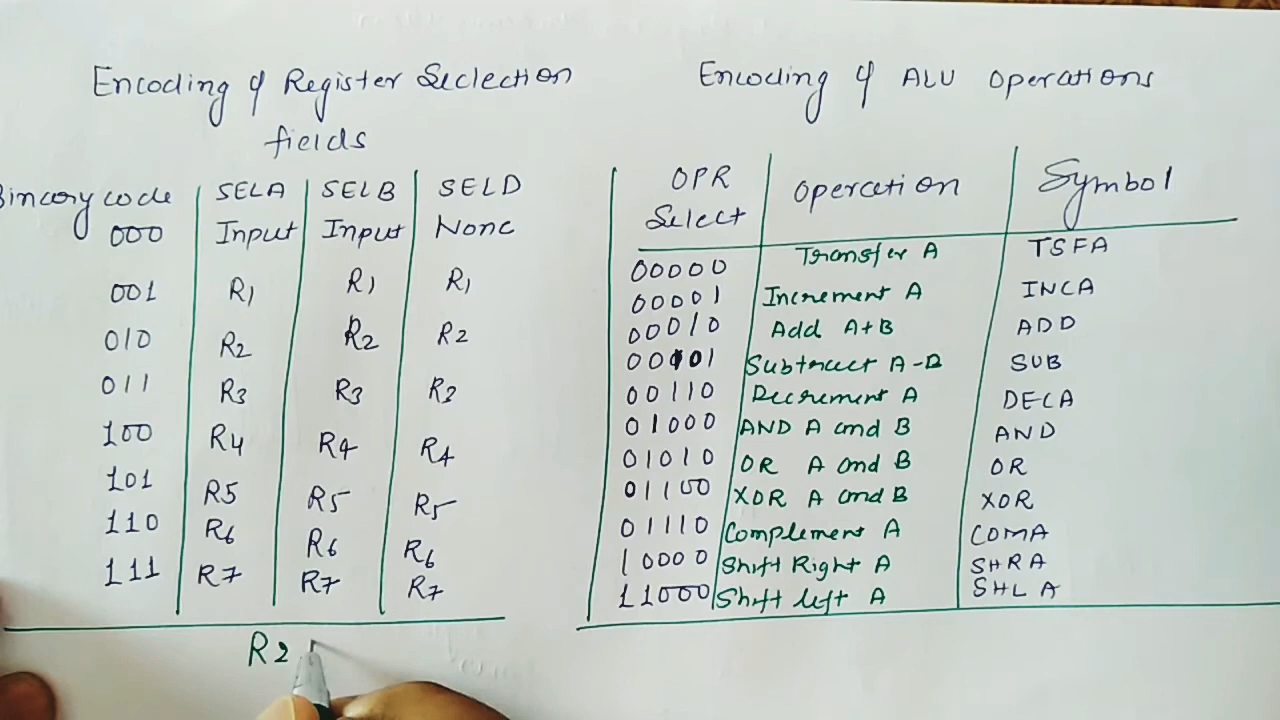 Encoding of Register Selection
fields
Binary code SELA SELB SELD
000 Input Input None
001 R1 R1 R1
010 R2 R2 R2
011 R3 R3 R3
100 R4 R4 R4
101 R5 R5 R5
110 R6 R6 R6
111 R7 R7 R7
R2
Encoding of ALU Operations
OPR Select Operation Symbol
00000 Transfer A TSFA
00001 Increment A INCA
00010 Add A+B ADD
00101 Subtract A-B SUB
00110 Decrement A DECA
01000 AND A and B AND
01010 OR A and B OR
01100 XOR A and B XOR
01110 Complement A COMA
10000 Shift Right A SHRA
11000 Shift left A SHL A